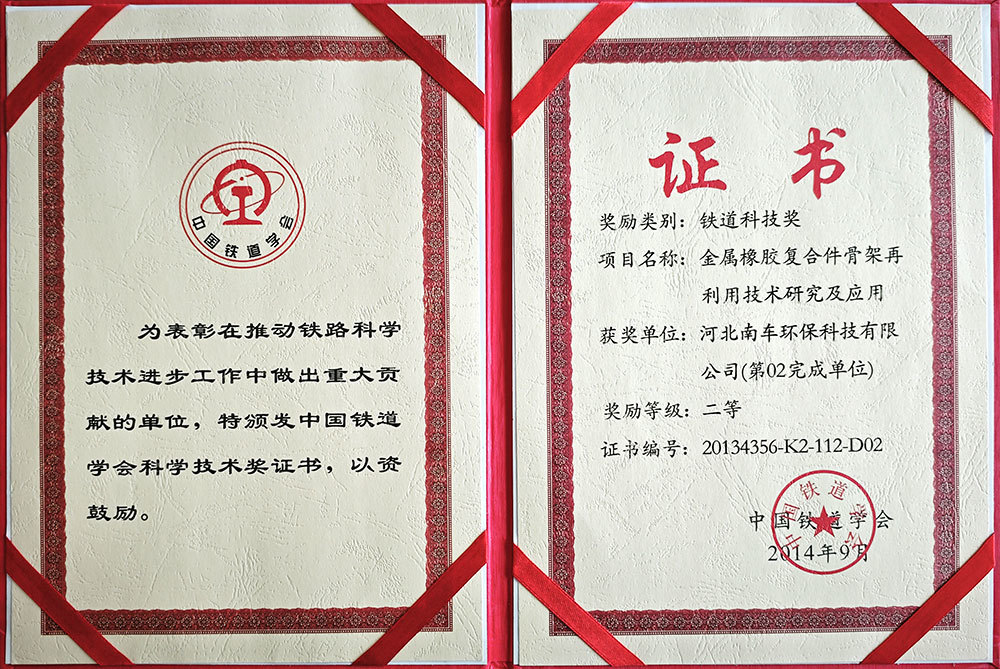 中国铁道学会
为表彰在推动铁路科学
技术进步工作中做出重大贡
献的单位，特颁发中国铁道
学会科学技术奖证书，以资
鼓励。
证书
奖励类别：铁道科技奖
项目名称：金属橡胶复合件骨架再
利用技术研究及应用
获奖单位：河北南车环保科技有限
公司(第02完成单位)
奖励等级：二等
证书编号：20134356-K2-112-D02
中国铁道学会
中国铁道学会
2014年9月